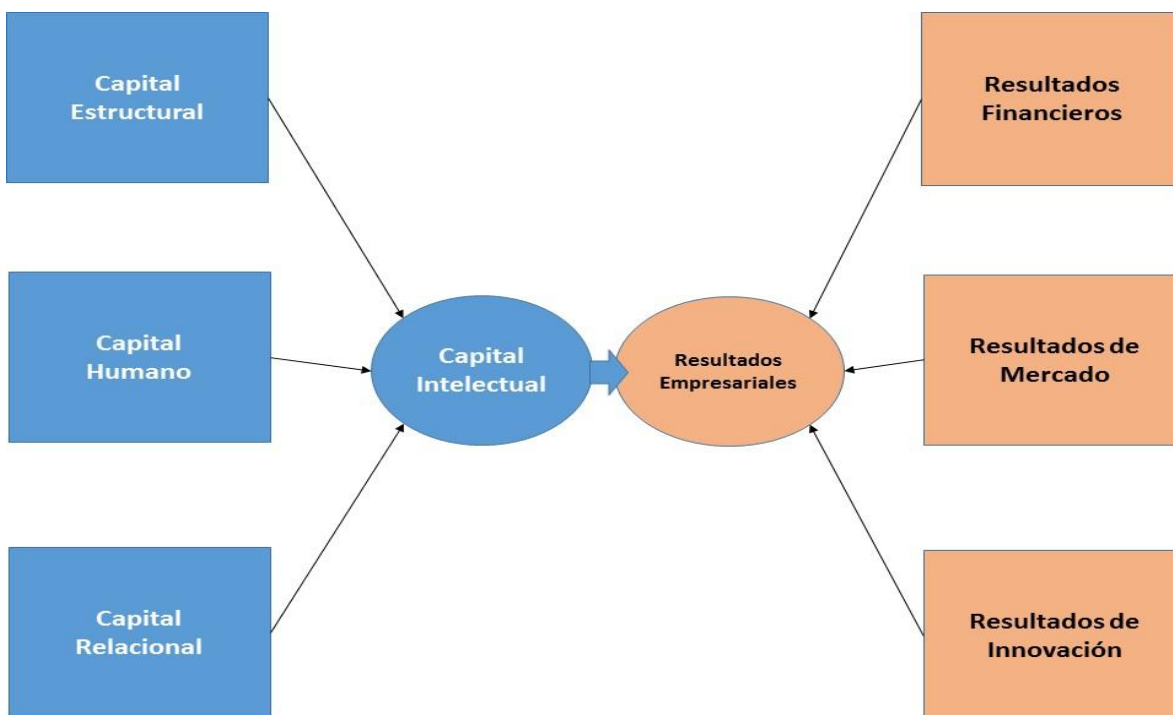 Capital
Estructural
Capital
Humano
Capital
Relacional
Capital
Intelectual
Resultados
Empresariales
Resultados
Financieros
Resultados de
Mercado
Resultados de
Innovación